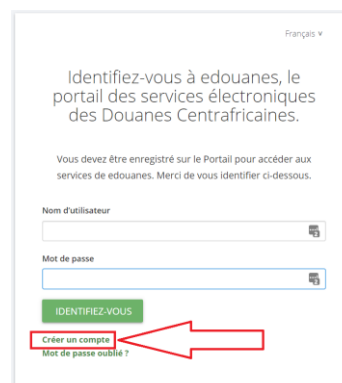 Français ∨
Identifiez-vous à edouanes, le
portail des services électroniques
des Douanes Centrafricaines.
Vous devez être enregistré sur le Portail pour accéder aux
services de edouanes. Merci de vous identifier ci-dessous.
Nom d'utilisateur
Mot de passe
IDENTIFIEZ-VOUS
Créer un compte
Mot de passe oublié ?